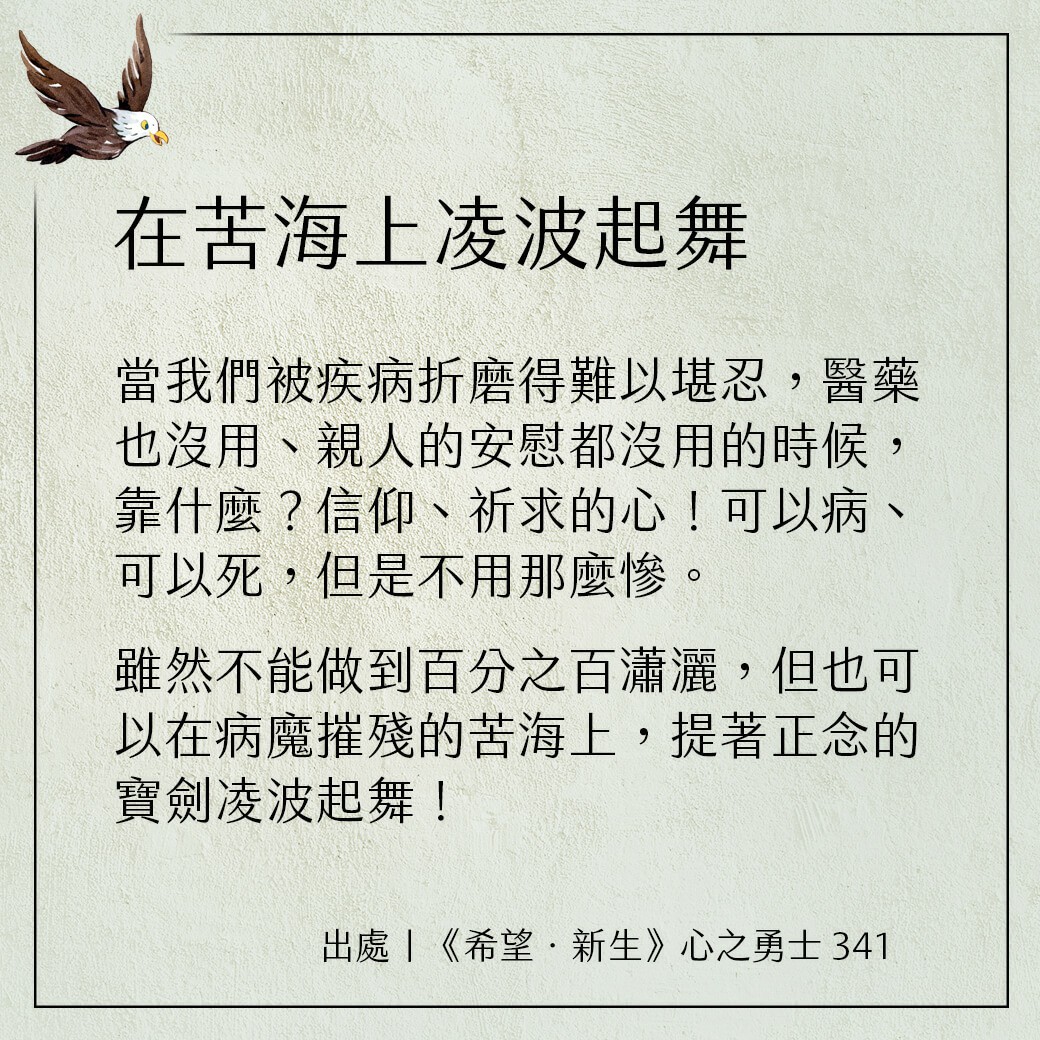 在苦海上凌波起舞
當我們被疾病折磨得難以堪忍，醫藥
也沒用、親人的安慰都沒用的時候，
靠什麼？信仰、祈求的心！可以病、
可以死，但是不用那麼慘。
雖然不能做到百分之百瀟灑，但也可
以在病魔摧殘的苦海上，提著正念的
寶劍凌波起舞！
出處｜《希望．新生》心之勇士 341